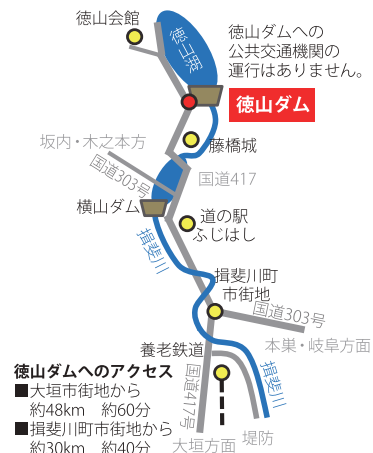 徳山会館
徳山ダムへの
公共交通機関の
運行はありません。
徳山湖
徳山ダム
坂内・木之本方
藤橋城
国道303号
国道417
横山ダム
道の駅
ふじはし
揖斐川
揖斐川町
市街地
国道303号
本巣・岐阜方面
養老鉄道
徳山ダムへのアクセス
■大垣市街地から
約48km 約60分
■揖斐川町市街地から
約30km 約40分
国道417号
揖斐川
堤防
大垣方面